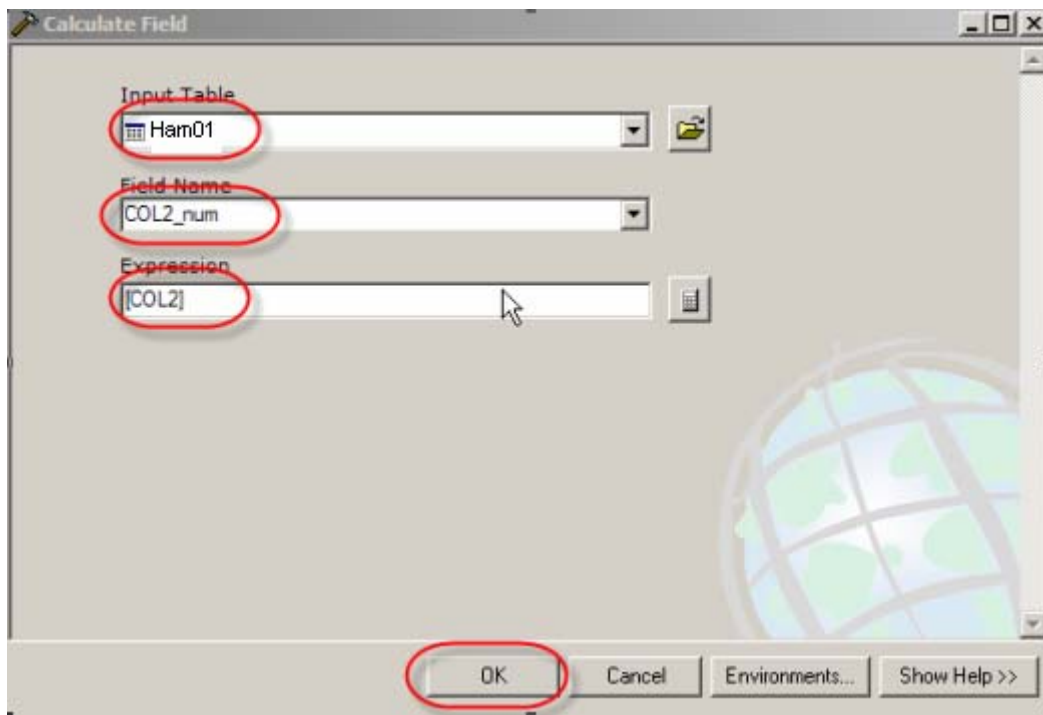 Calculate Field
Input Table
Ham01
Field Name
COL2_num
Expression
[COL2]
OK
Cancel
Environments...
Show Help >>